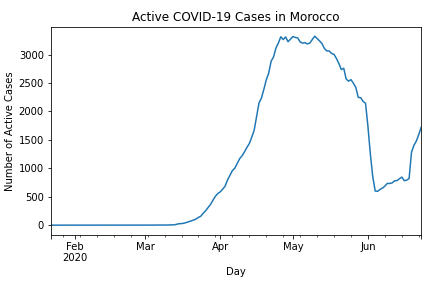 Active COVID-19 Cases in Morocco
Number of Active Cases
3000
2500
2000
1500
1000
500
0
Feb Mar Apr May Jun
2020
Day